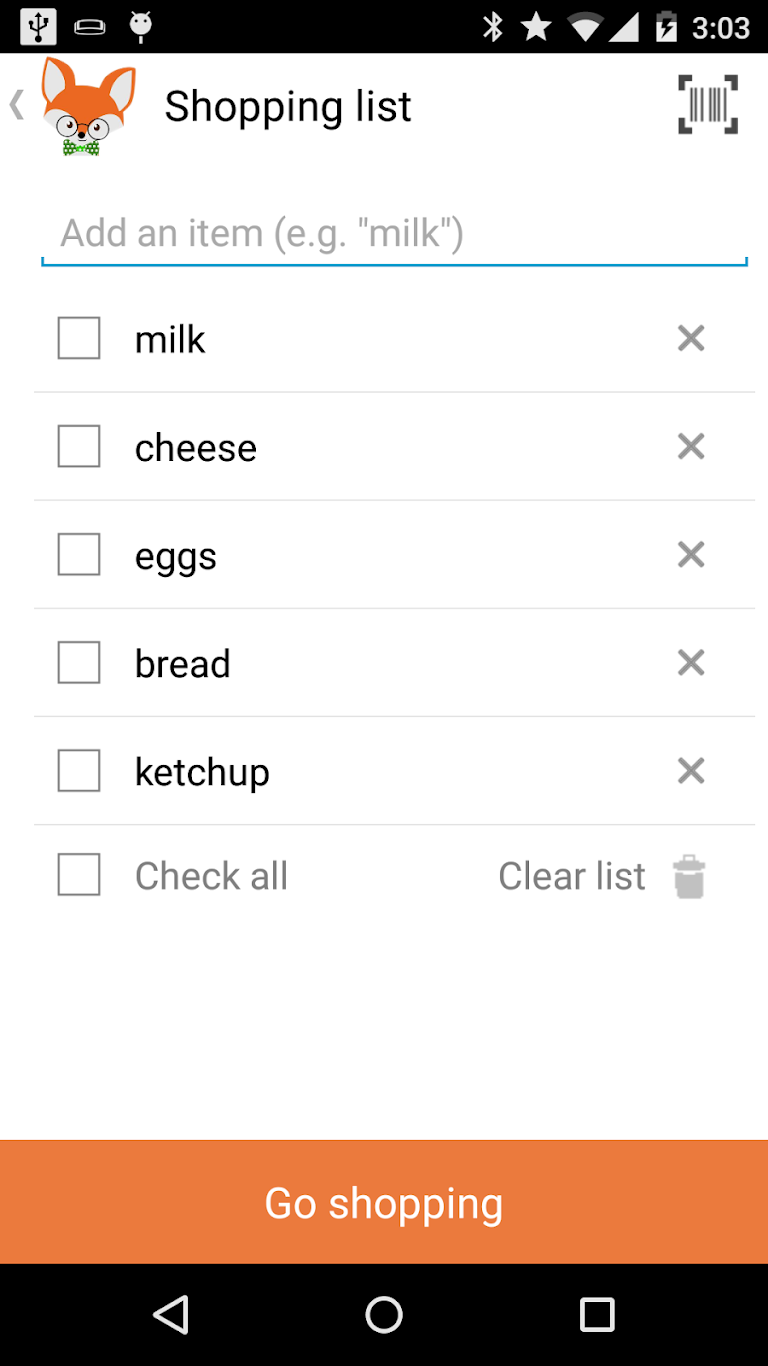 3:03
Shopping list
Add an item (e.g. "milk")
milk
cheese
eggs
bread
ketchup
Check all Clear list
Go shopping